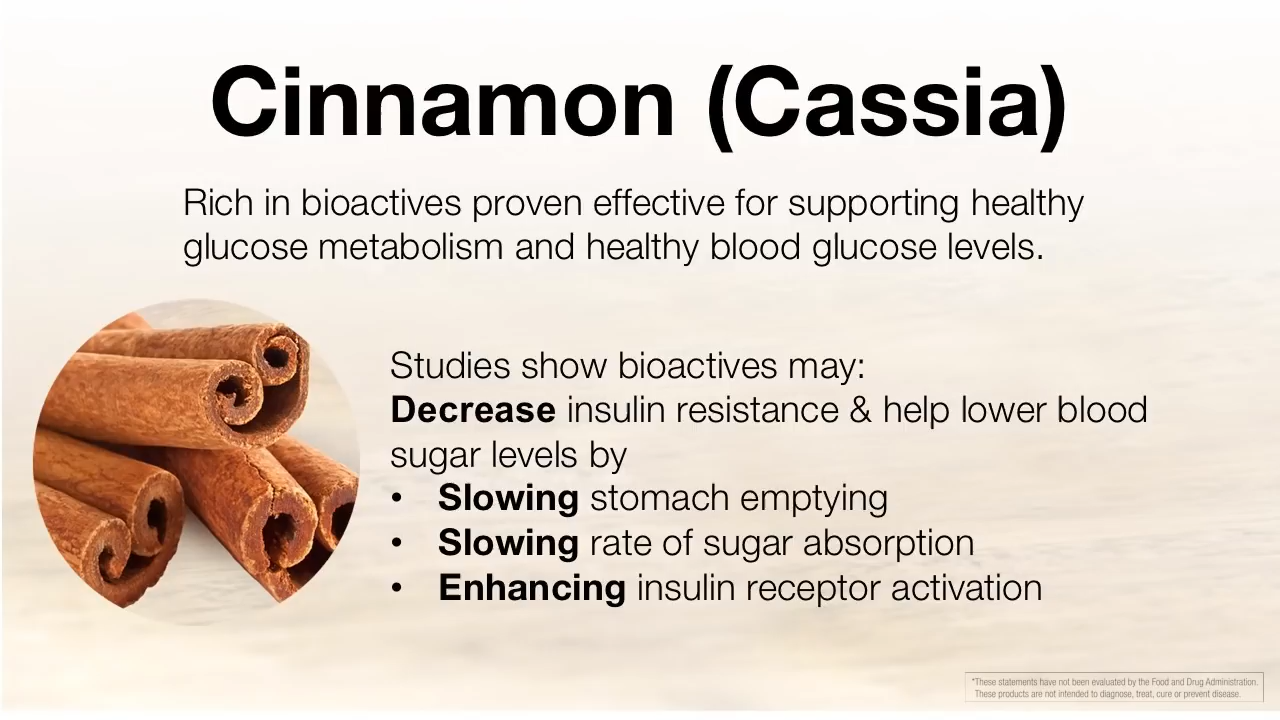 Cinnamon (Cassia)
Rich in bioactives proven effective for supporting healthy
glucose metabolism and healthy blood glucose levels.
Studies show bioactives may:
Decrease insulin resistance & help lower blood
sugar levels by
• Slowing stomach emptying
• Slowing rate of sugar absorption
• Enhancing insulin receptor activation
*These statements have not been evaluated by the Food and Drug Administration.
These products are not intended to diagnose, treat, cure or prevent disease.